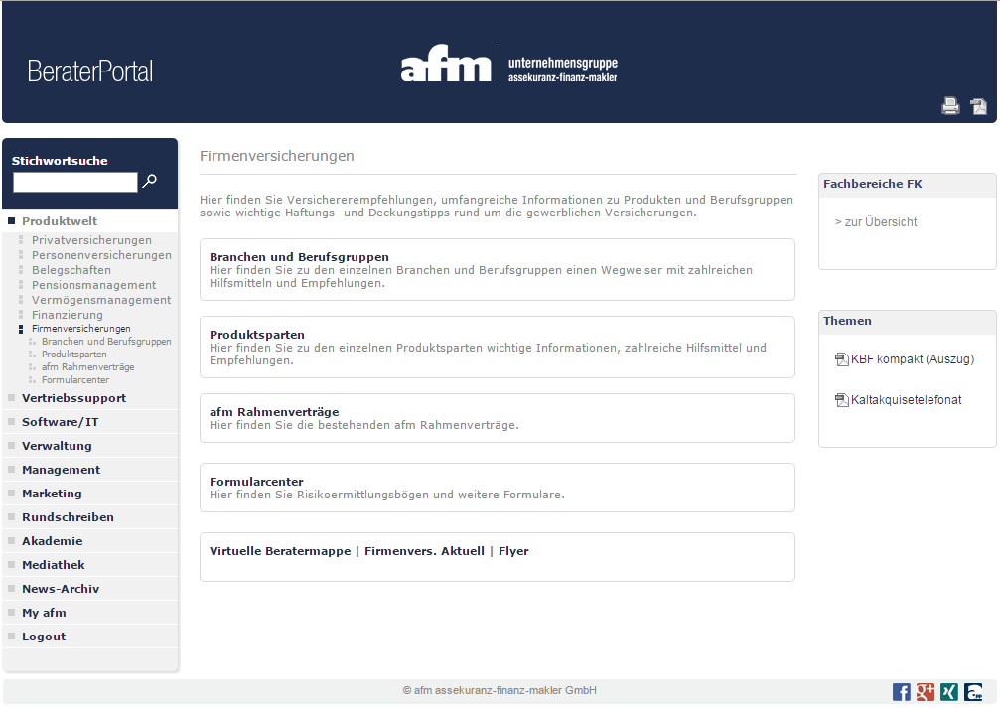 BeraterPortal
afm
unternehmensgruppe
assekuranz-finanz-makler
Stichwortsuche
Produktwelt
Privatversicherungen
Personenversicherungen
Belegschaften
Pensionsmanagement
Vermögensmanagement
Finanzierung
Firmenversicherungen
Branchen und Berufsgruppen
Produktsparten
afm Rahmenverträge
Formularcenter
Vertriebssupport
Software/IT
Verwaltung
Management
Marketing
Rundschreiben
Akademie
Mediathek
News-Archiv
My afm
Logout
Firmenversicherungen
Hier finden Sie Versichererempfehlungen, umfangreiche Informationen zu Produkten und Berufsgruppen
sowie wichtige Haftungs- und Deckungstipps rund um die gewerblichen Versicherungen.
Branchen und Berufsgruppen
Hier finden Sie zu den einzelnen Branchen und Berufsgruppen einen Wegweiser mit zahlreichen
Hilfsmitteln und Empfehlungen.
Produktsparten
Hier finden Sie zu den einzelnen Produktsparten wichtige Informationen, zahlreiche Hilfsmittel und
Empfehlungen.
afm Rahmenverträge
Hier finden Sie die bestehenden afm Rahmenverträge.
Formularcenter
Hier finden Sie Risikoermittlungsbögen und weitere Formulare.
Virtuelle Beratermappe | Firmenvers. Aktuell | Flyer
Fachbereiche FK
> zur Übersicht
Themen
KBF kompakt (Auszug)
Kaltakquisetelefonat
© afm assekuranz-finanz-makler GmbH